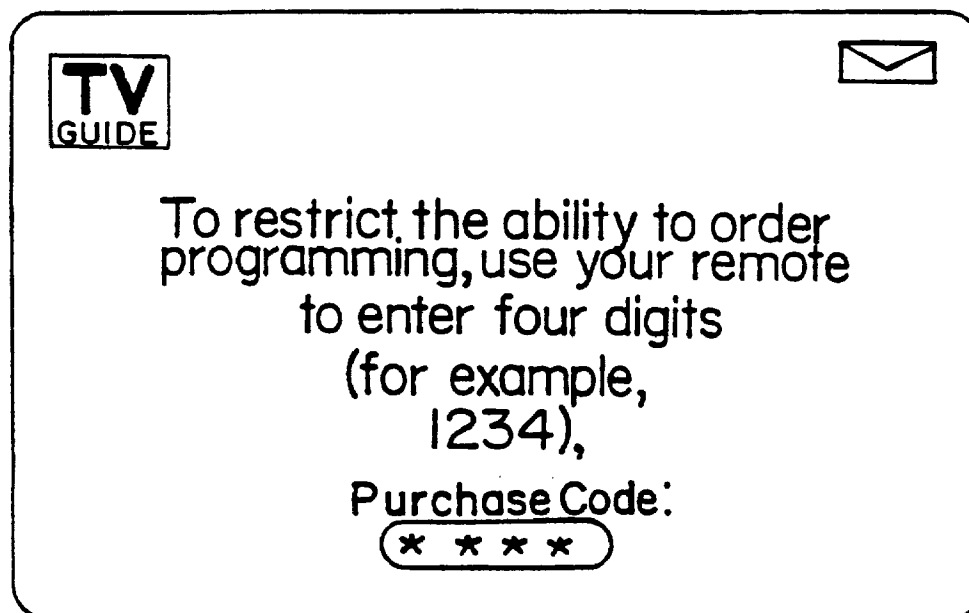 TV
GUIDE
To restrict the ability to order
programming, use your remote
to enter four digits
(for example,
1234),
Purchase Code:
* * * *